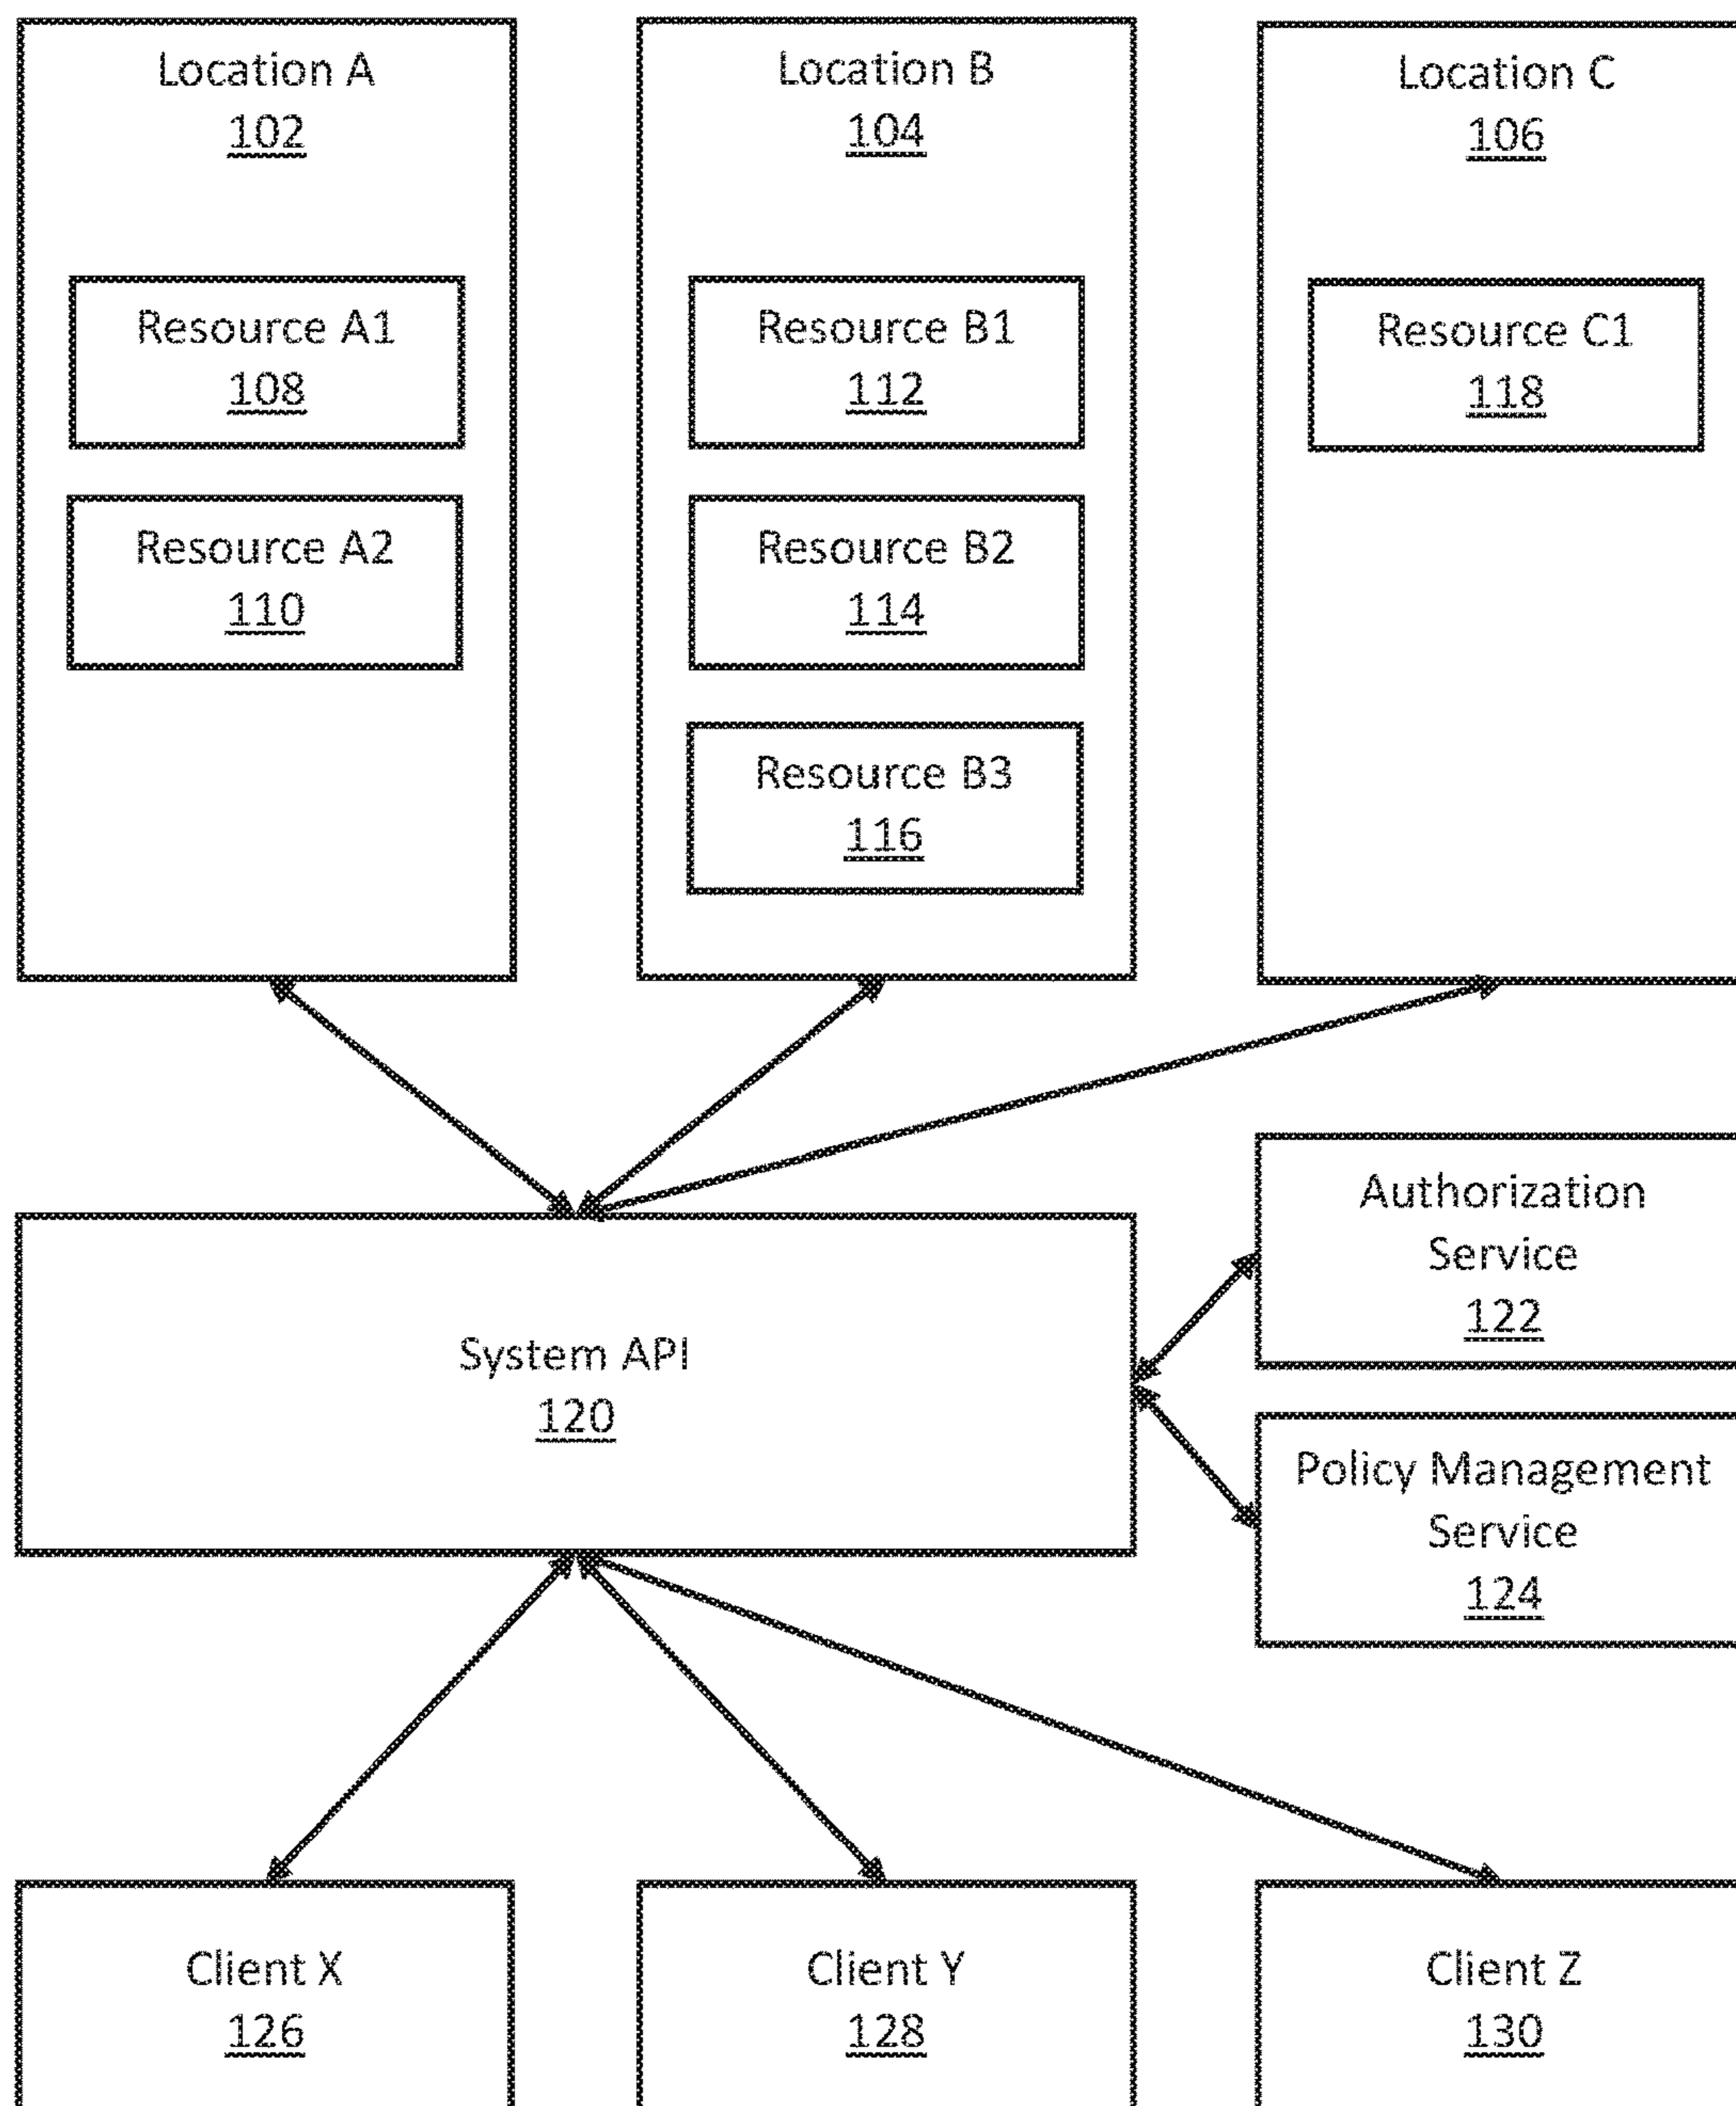 Location A
102
Resource A1
108
Resource A2
110
Location B
104
Resource B1
112
Resource B2
114
Resource B3
116
Location C
106
Resource C1
118
System API
120
Authorization
Service
122
Policy Management
Service
124
Client X
126
Client Y
128
Client Z
130